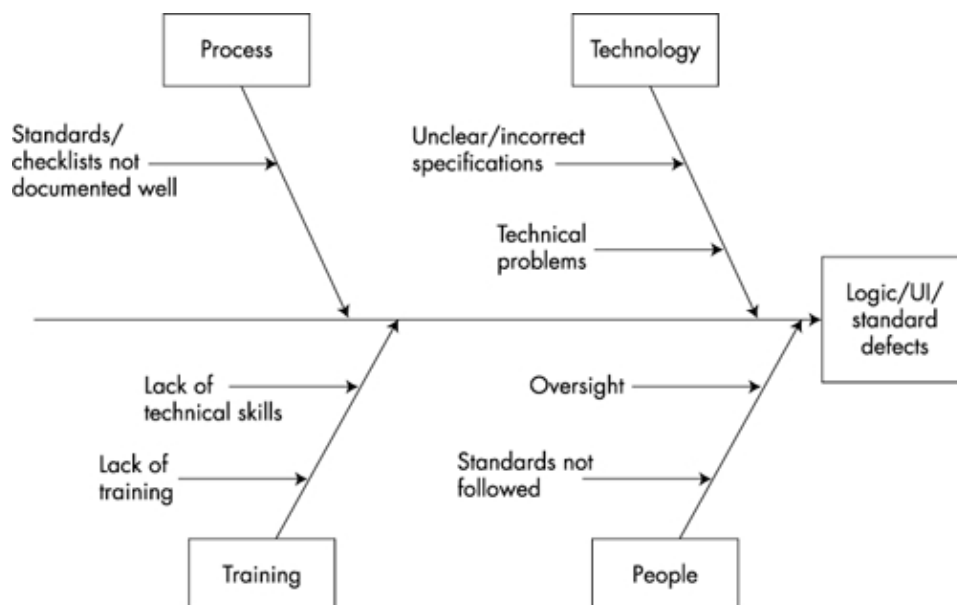 Process
Technology
Standards/
checklists not
documented well
Unclear/incorrect
specifications
Technical
problems
Logic/UI/
standard
defects
Lack of
technical skills
Oversight
Lack of
training
Standards not
followed
Training
People